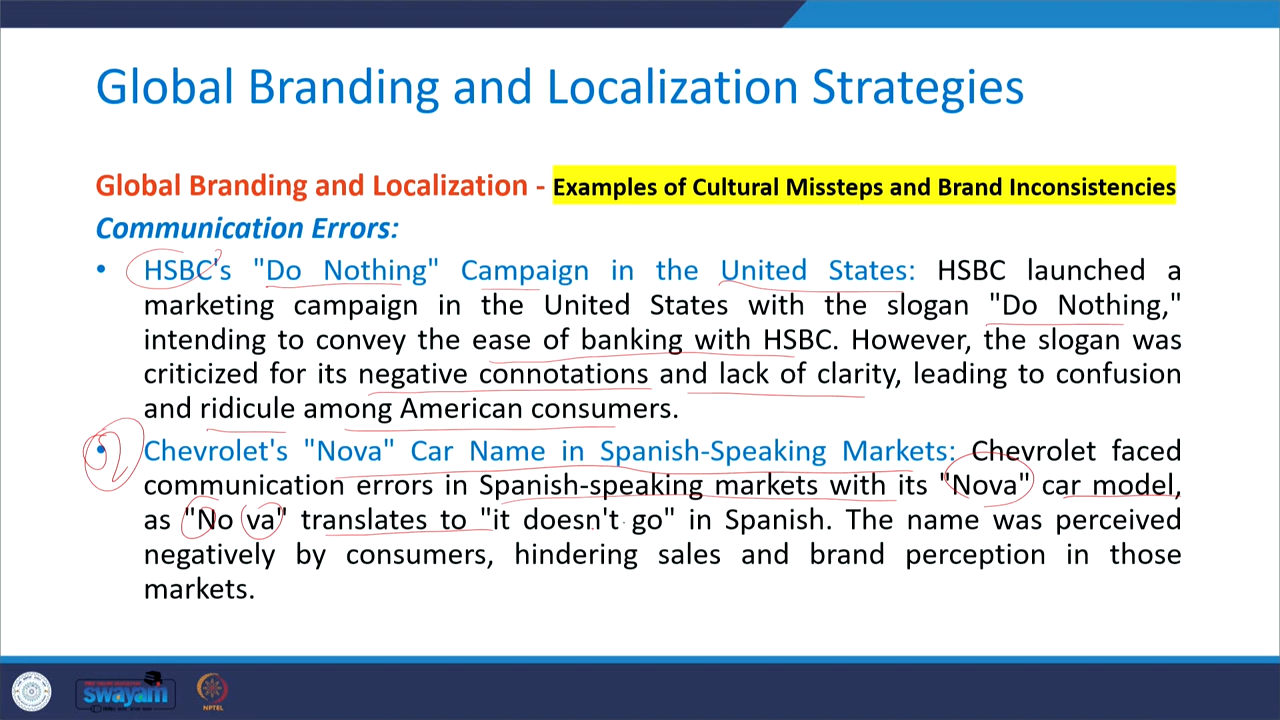 Global Branding and Localization Strategies
Global Branding and Localization - Examples of Cultural Missteps and Brand Inconsistencies
Communication Errors:
• HSBC's "Do Nothing" Campaign in the United States: HSBC launched a
marketing campaign in the United States with the slogan "Do Nothing,"
intending to convey the ease of banking with HSBC. However, the slogan was
criticized for its negative connotations and lack of clarity, leading to confusion
and ridicule among American consumers.
• Chevrolet's "Nova" Car Name in Spanish-Speaking Markets: Chevrolet faced
communication errors in Spanish-speaking markets with its "Nova" car model,
as "No va" translates to "it doesn't go" in Spanish. The name was perceived
negatively by consumers, hindering sales and brand perception in those
markets.
swayam
NPTEL